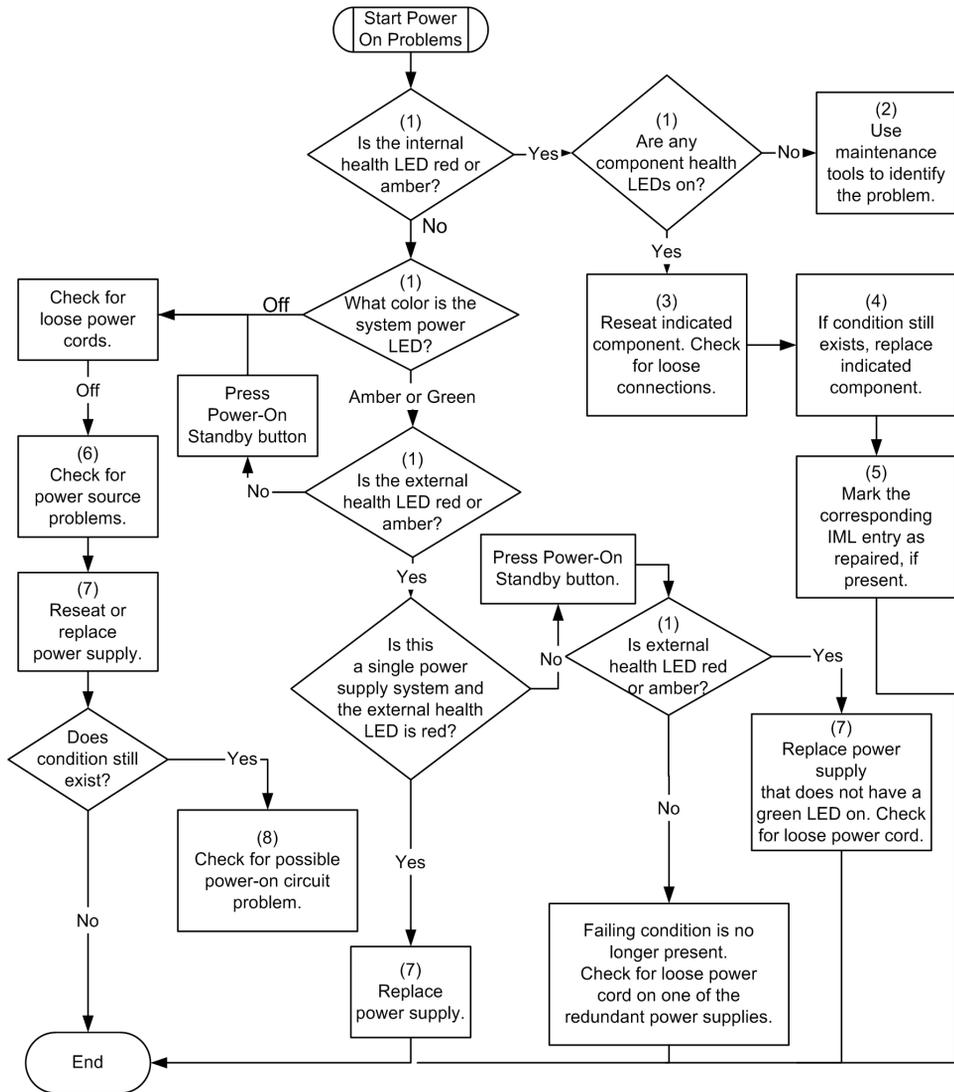 Start Power
On Problems
(1)
Is the internal
health LED red or
amber?
Yes
(1)
Are any
component health
LEDs on?
No
(2)
Use
maintenance
tools to identify
the problem.
No
Yes
(1)
What color is the
system power
LED?
Off
Check for
loose power
cords.
(3)
Reseat indicated
component. Check
for loose
connections.
(4)
If condition still
exists, replace
indicated
component.
Off
Press
Power-On
Standby button
Amber or Green
(6)
Check for
power source
problems.
(1)
Is the external
health LED red or
amber?
No
(5)
Mark the
corresponding
IML entry as
repaired, if
present.
Yes
Press Power-On
Standby button.
(7)
Reseat or
replace
power supply.
Is this
a single power
supply system and
the external health
LED is red?
No
(1)
Is external
health LED red
or amber?
Yes
Does
condition still
exist?
Yes
(7)
Replace power
supply
that does not have a
green LED on. Check
for loose power cord.
No
(8)
Check for possible
power-on circuit
problem.
Yes
No
Failing condition is no
longer present.
Check for loose power
cord on one of the
redundant power supplies.
(7)
Replace
power supply.
End